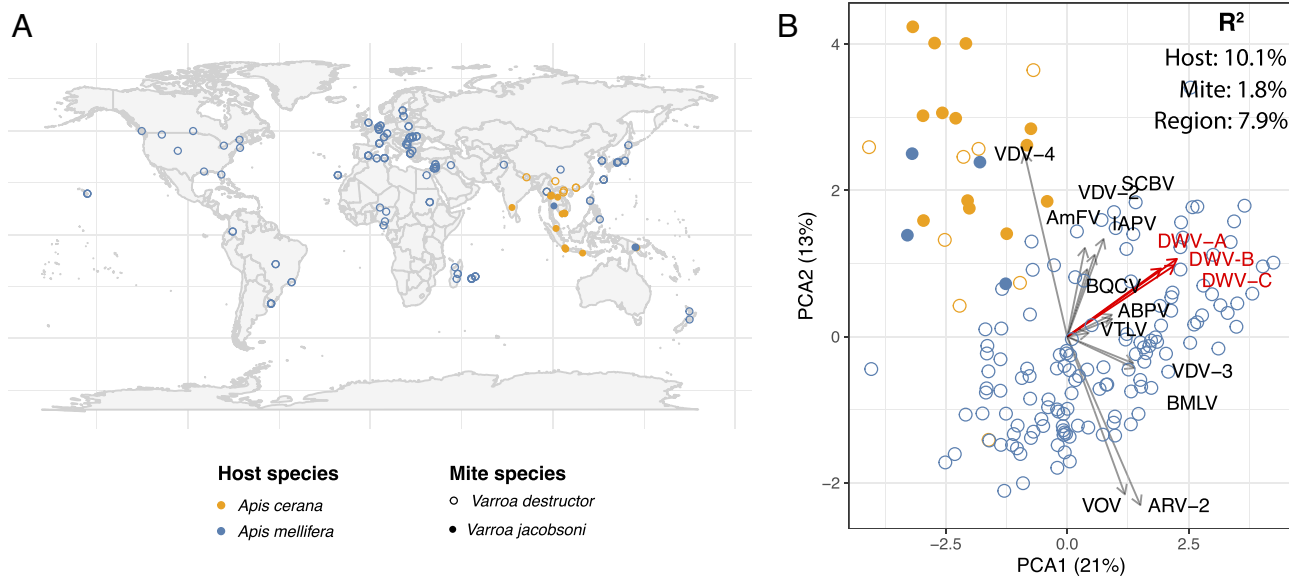 A
Host species
Apis cerana
Apis mellifera
Mite species
Varroa destructor
Varroa jacobsoni
B
R²
Host: 10.1%
Mite: 1.8%
Region: 7.9%
VDV−4
SCBV
VDV−2
AmFV
IAPV
DWV−A
DWV−B
DWV−C
BQCV
ABPV
VTLV
VDV−3
BMLV
VOV
ARV−2
4
2
0
−2
−2.5
0.0
2.5
PCA1 (21%)
PCA2 (13%)